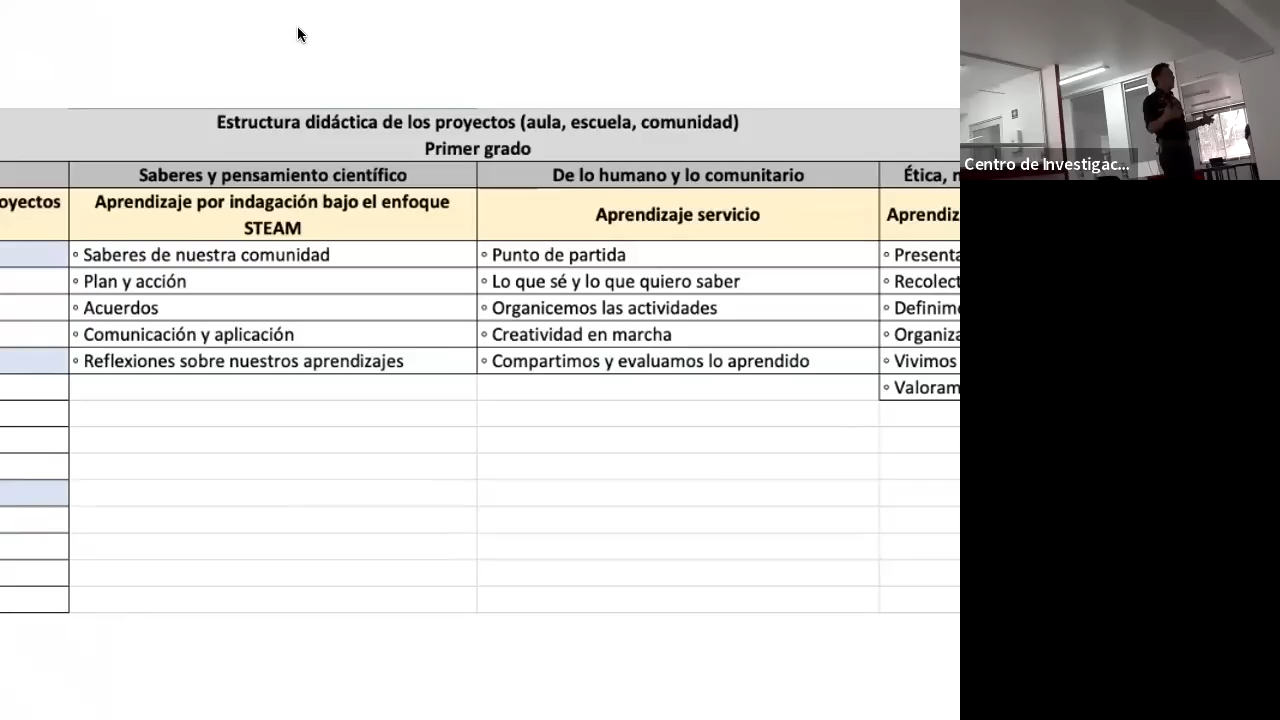 Estructura didáctica de los proyectos (aula, escuela, comunidad)
Primer grado
Saberes y pensamiento científico
De lo humano y lo comunitario
Ética,
Aprendizaje por indagación bajo el enfoque
STEAM
Aprendizaje servicio
◦ Saberes de nuestra comunidad
◦ Punto de partida
◦ Plan y acción
◦ Lo que sé y lo que quiero saber
◦ Acuerdos
◦ Organicemos las actividades
◦ Comunicación y aplicación
◦ Creatividad en marcha
◦ Reflexiones sobre nuestros aprendizajes
◦ Compartimos y evaluamos lo aprendido
◦ Vivimos
Centro de Investigac...